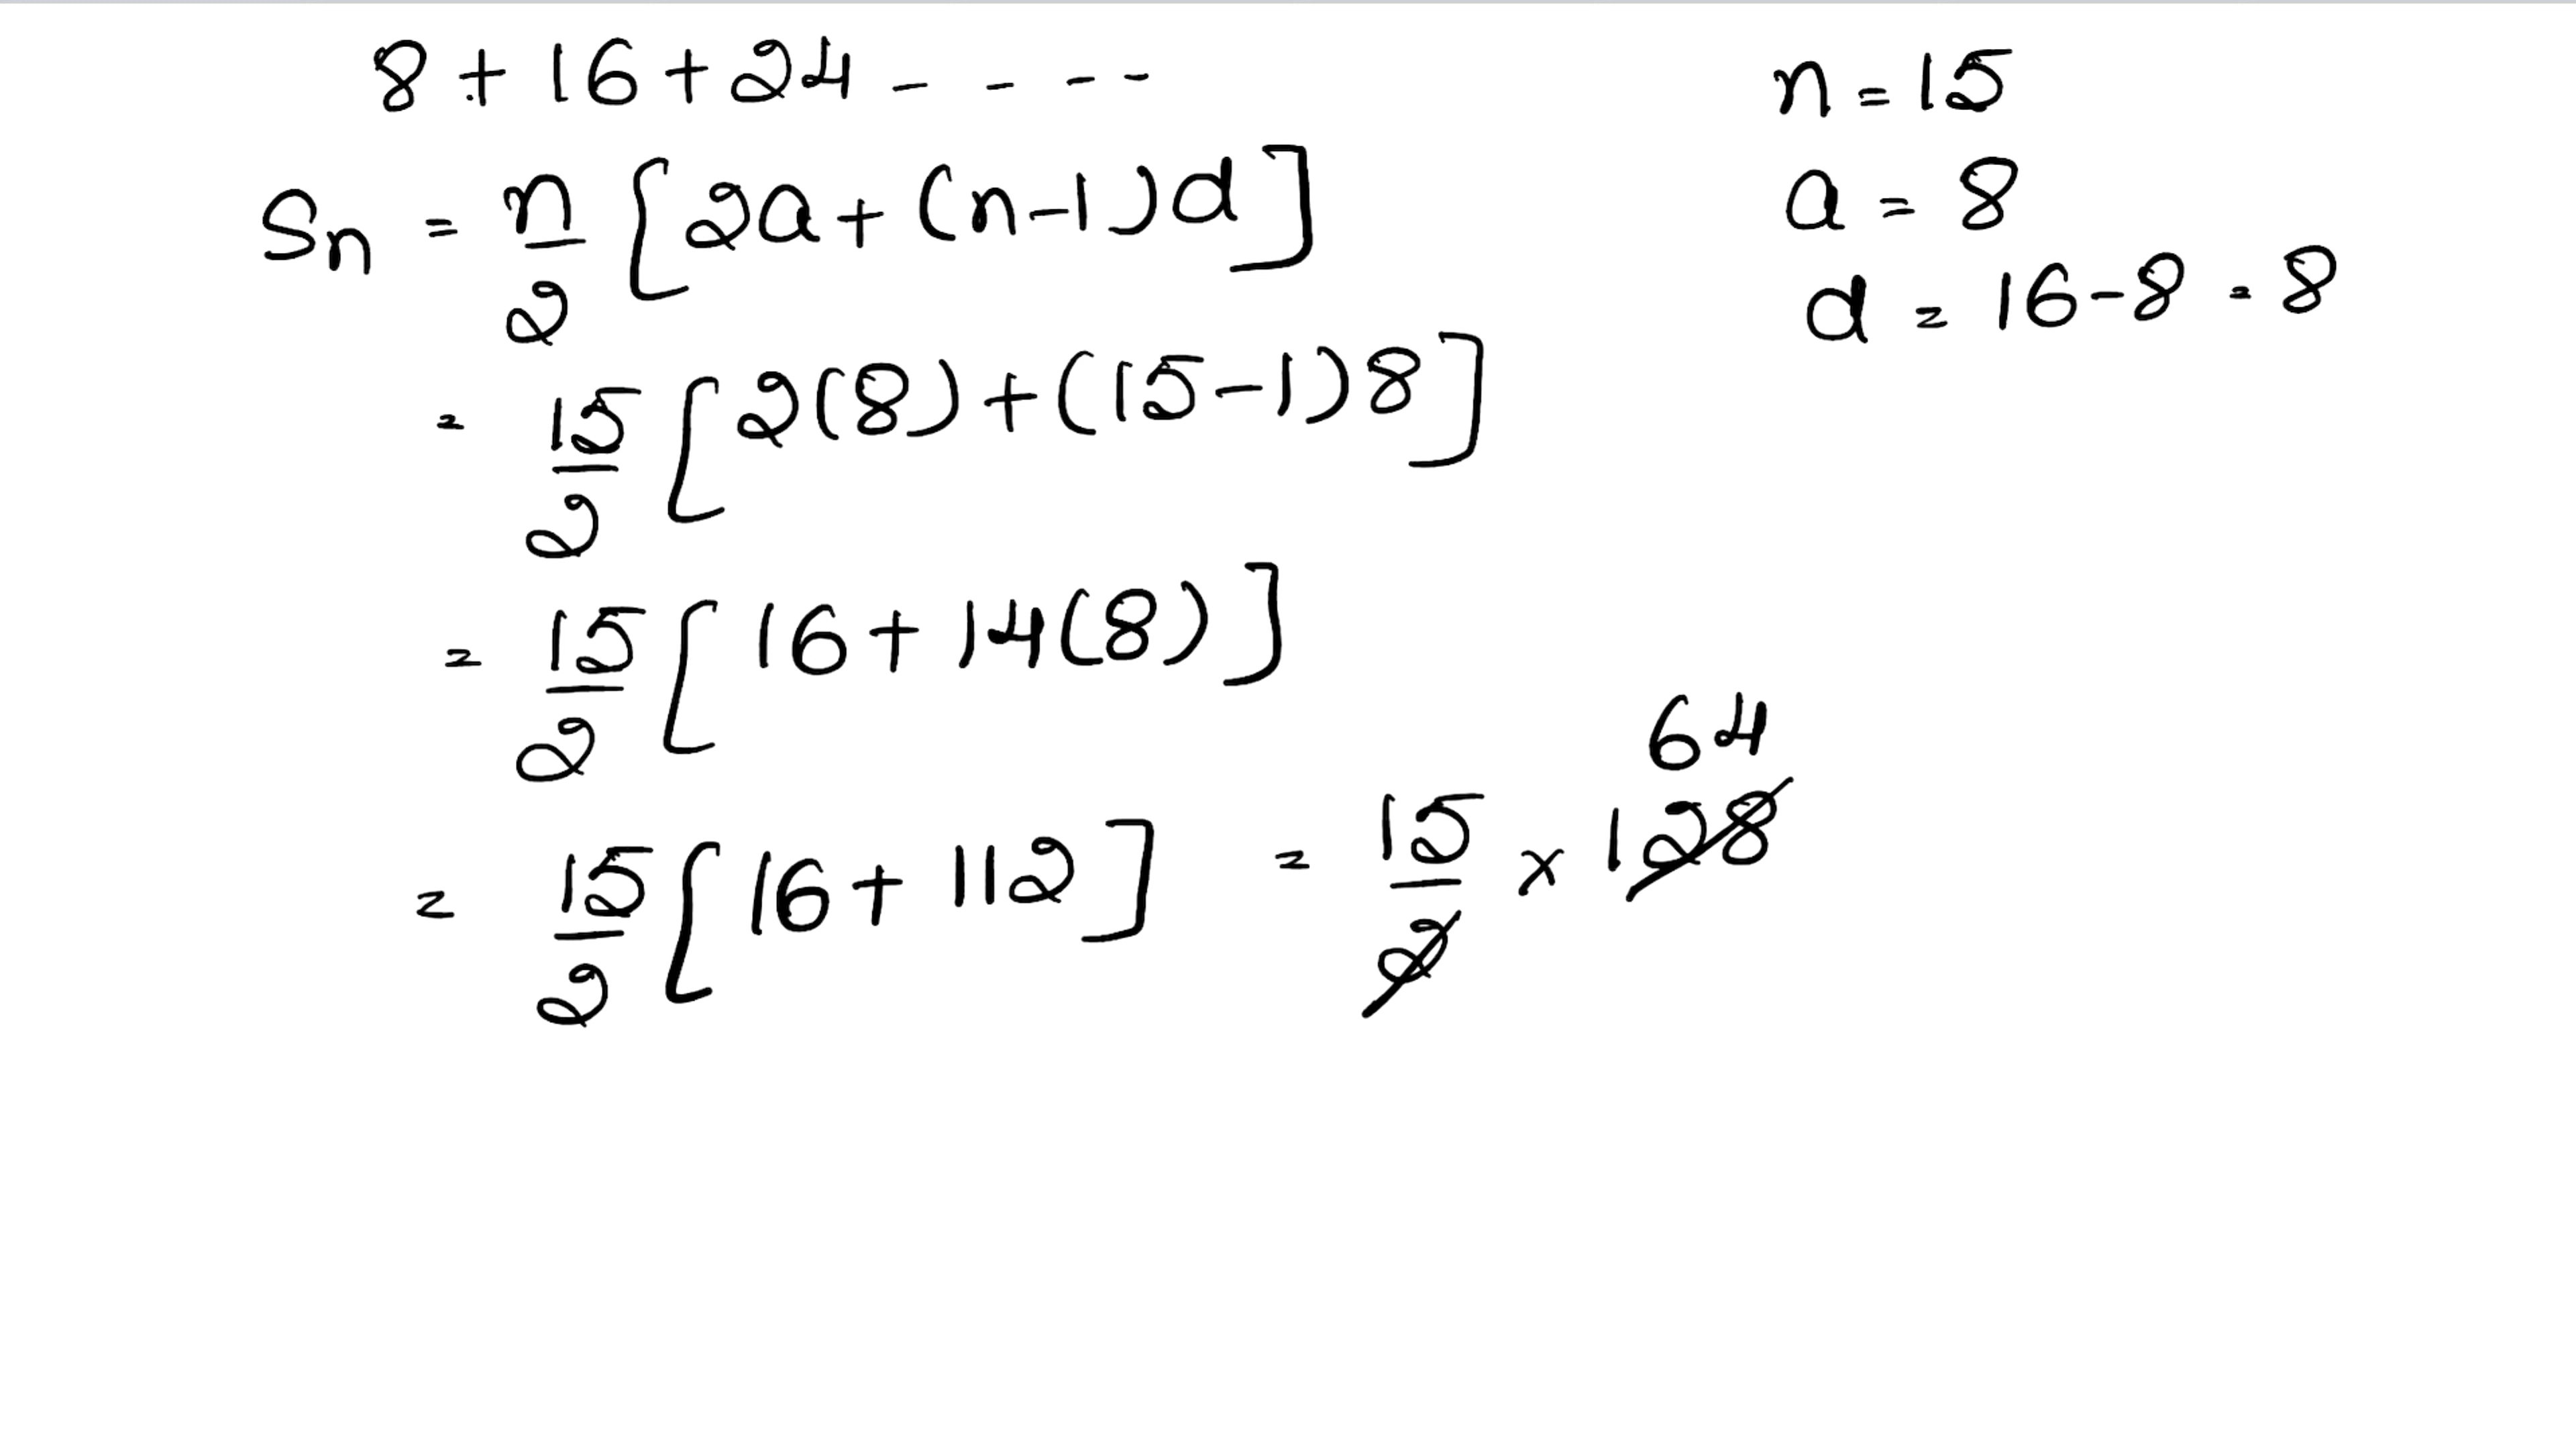 8 + 16 + 24 - - - -
n = 15
a = 8
d = 16 - 8 = 8
Sn = n/2 [2a + (n-1)d]
= 15/2 [2(8) + (15-1)8]
= 15/2 [16 + 14(8)]
= 15/2 [16 + 112] = 15/2 x 128
64